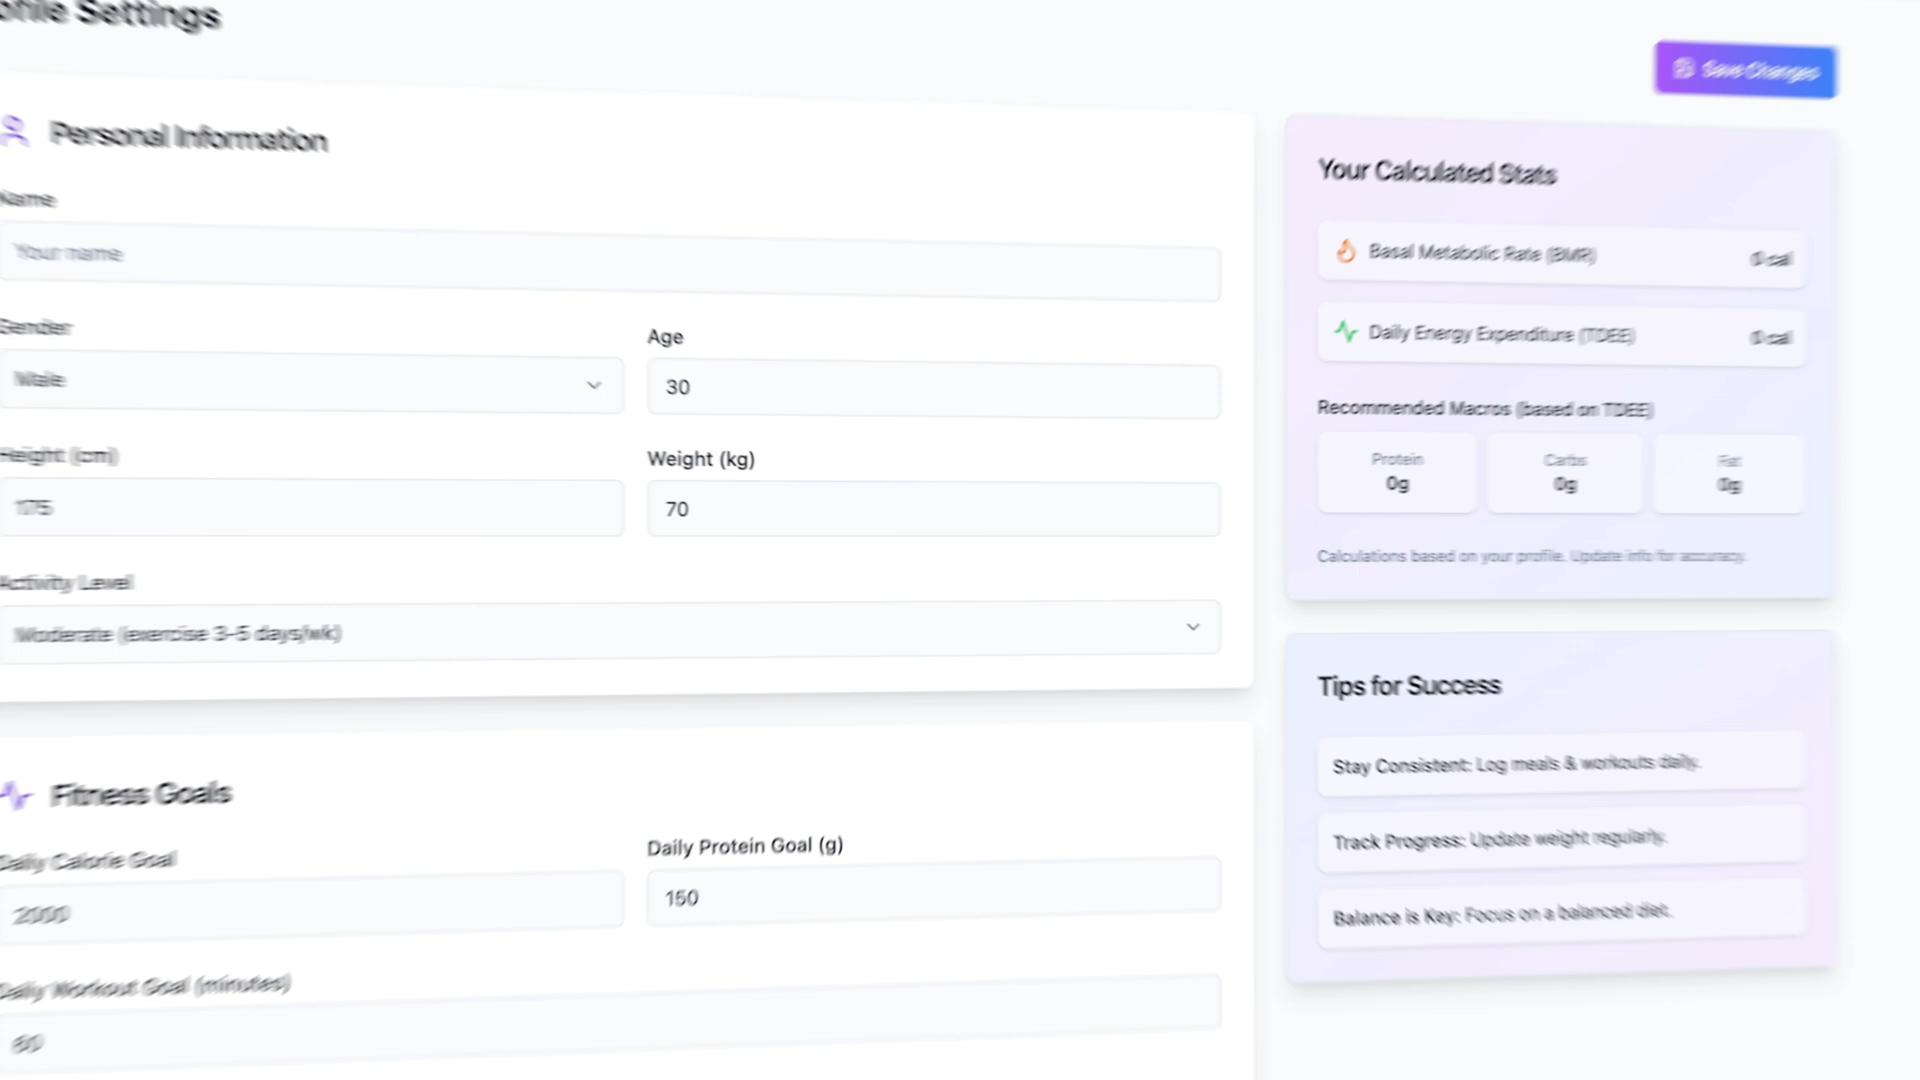 ofile Settings
Save Changes
Personal Information
Name
Your name
Gender
Age
Male
30
Height (cm)
Weight (kg)
175
70
Activity Level
Moderate (exercise 3-5 days/wk)
Fitness Goals
Daily Calorie Goal
Daily Protein Goal (g)
2000
150
Daily Workout Goal (minutes)
60
Your Calculated Stats
Basal Metabolic Rate (BMR)
0 cal
Daily Energy Expenditure (TDEE)
0 cal
Recommended Macros (based on TDEE)
Protein
Carbs
Fat
0g
0g
0g
Calculations based on your profile. Update info for accuracy.
Tips for Success
Stay Consistent: Log meals & workouts daily.
Track Progress: Update weight regularly.
Balance is Key: Focus on a balanced diet.